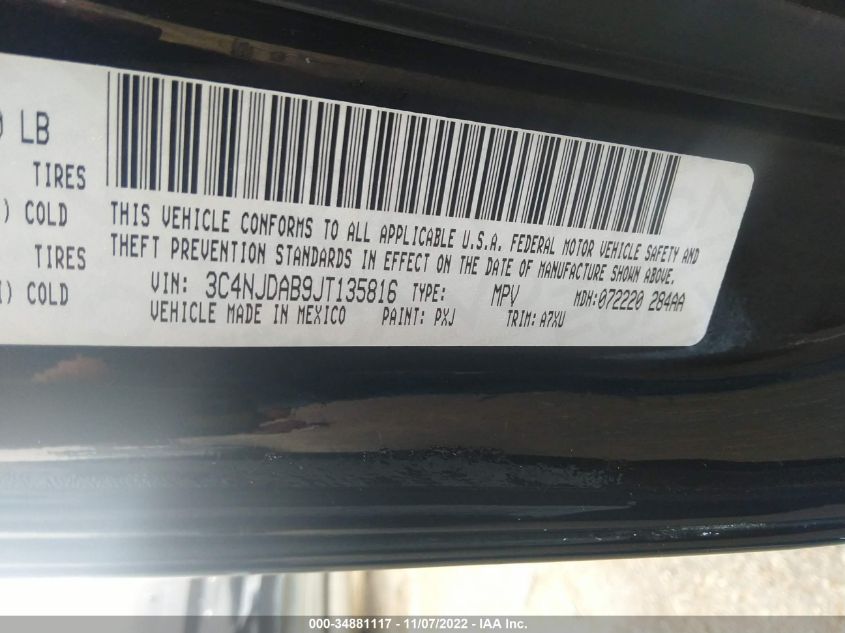 0 LB
TIRES
) COLD
TIRES
) COLD
THIS VEHICLE CONFORMS TO ALL APPLICABLE U.S.A. FEDERAL MOTOR VEHICLE SAFETY AND
THEFT PREVENTION STANDARDS IN EFFECT ON THE DATE OF MANUFACTURE SHOWN ABOVE.
VIN: 3C4NJDAB9JT135816 TYPE: MPV MDH:072220 284AA
VEHICLE MADE IN MEXICO PAINT: PXJ TRIM: A7XU
000-34881117 - 11/07/2022 - IAA Inc.